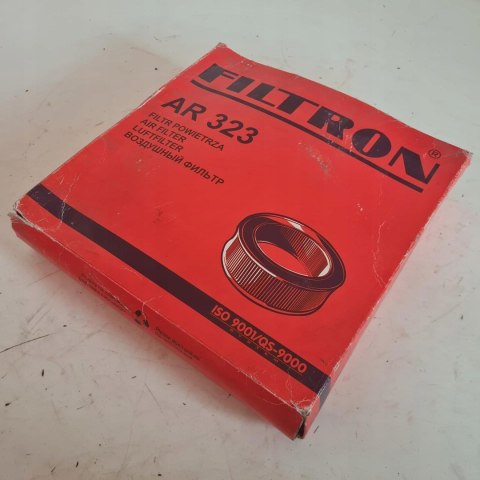 FILTRON®
AR 323
FILTR POWIETRZA
AIR FILTER
LUFTFILTER
ВОЗДУШНЫЙ ФИЛЬТР
ISO 9001/QS-9000